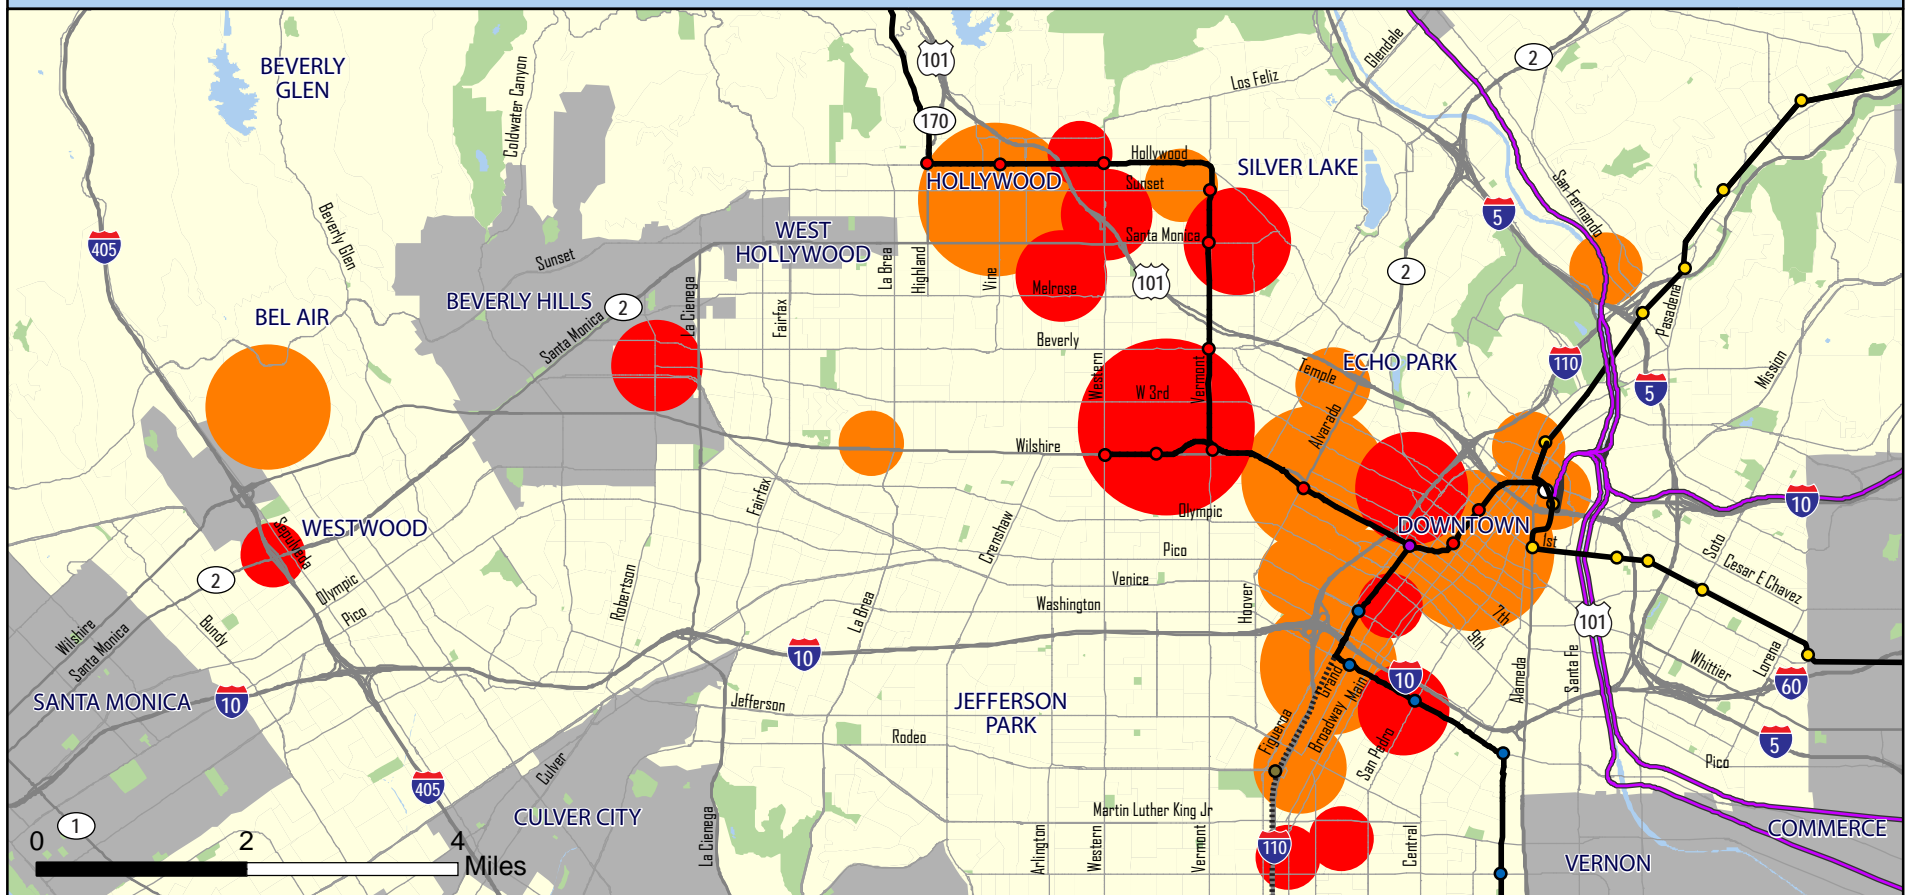 BEVERLY
GLEN
Coldwater Canyon
101
170
Los Feliz
Glendale
2
Hollywood
HOLLYWOOD
Sunset
SILVER LAKE
San Fernando
5
405
Beverly Glen
Sunset
WEST
HOLLYWOOD
La Brea
Highland
Vine
Santa Monica
101
2
BEVERLY HILLS
2
Santa Monica
La Cienega
Fairfax
Melrose
BEL AIR
Beverly
Western
W 3rd
Vermont
Temple
ECHO PARK
110
5
Pasadena
Mission
Alvarado
Wilshire
Fairfax
Crenshaw
Olympic
DOWNTOWN
1st
10
WESTWOOD
Sepulveda
2
Olympic
Pico
Bundy
Wilshire
Santa Monica
Robertson
La Brea
Pico
Venice
Washington
Hoover
7th
9th
101
Soto
Cesar E Chavez
10
SANTA MONICA
10
Jefferson
JEFFERSON
PARK
Rodeo
Grand
Main
10
Figueroa
Broadway
San Pedro
Alameda
Santa Fe
Whittier
Lorena
60
5
Pico
405
Culver
CULVER CITY
La Cienega
Martin Luther King Jr
Arlington
Western
Vermont
110
Central
VERNON
COMMERCE
1
0 2 4
Miles